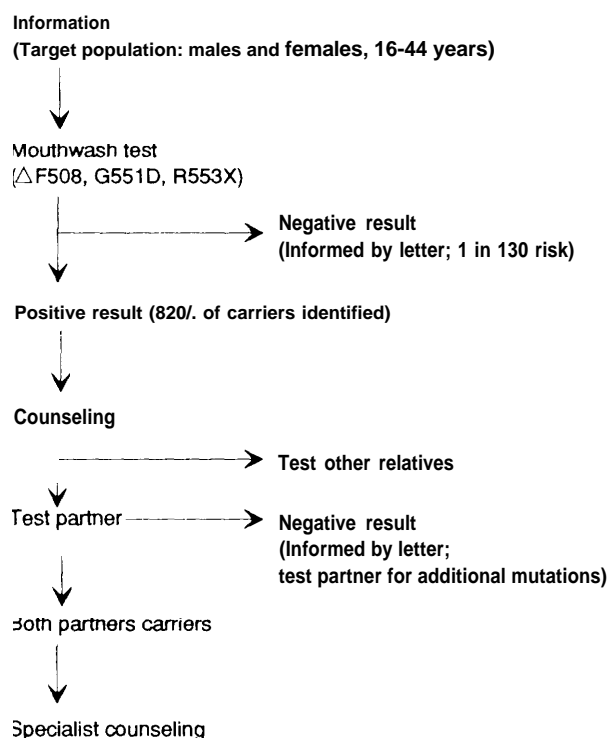 Information
(Target population: males and females, 16-44 years)
Mouthwash test
(△F508, G551D, R553X)
Negative result
(Informed by letter; 1 in 130 risk)
Positive result (820/. of carriers identified)
Counseling
Test other relatives
Test partner
Negative result
(Informed by letter;
test partner for additional mutations)
Both partners carriers
Specialist counseling